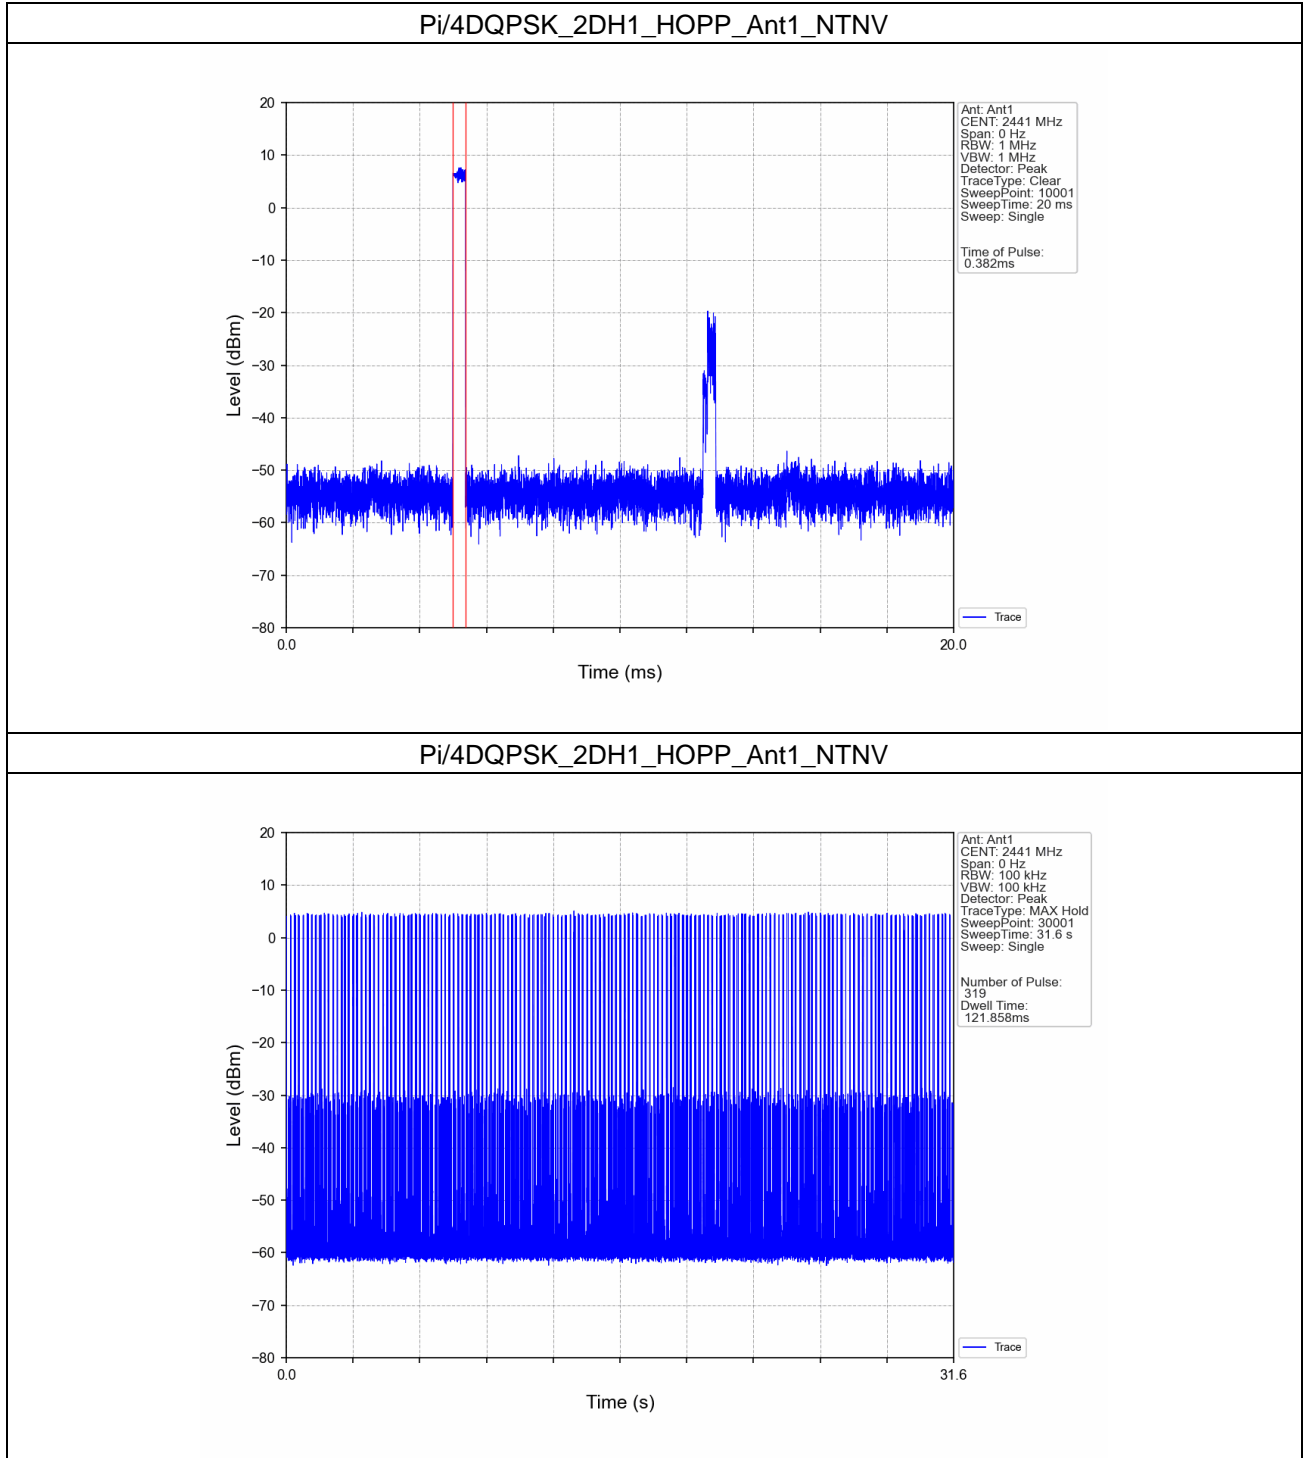 Pi/4DQPSK_2DH1_HOPP_Ant1_NTNV
20
10
0
−10
−20
−30
−40
−50
−60
−70
−80
Level (dBm)
0.0
20.0
Time (ms)
Ant: Ant1
CENT: 2441 MHz
Span: 0 Hz
RBW: 1 MHz
VBW: 1 MHz
Detector: Peak
TraceType: Clear
SweepPoint: 10001
SweepTime: 20 ms
Sweep: Single
Time of Pulse:
0.382ms
Trace
Pi/4DQPSK_2DH1_HOPP_Ant1_NTNV
20
10
0
−10
−20
−30
−40
−50
−60
−70
−80
Level (dBm)
0.0
31.6
Time (s)
Ant: Ant1
CENT: 2441 MHz
Span: 0 Hz
RBW: 100 kHz
VBW: 100 kHz
Detector: Peak
TraceType: MAX Hold
SweepPoint: 30001
SweepTime: 31.6 s
Sweep: Single
Number of Pulse:
319
Dwell Time:
121.858ms
Trace